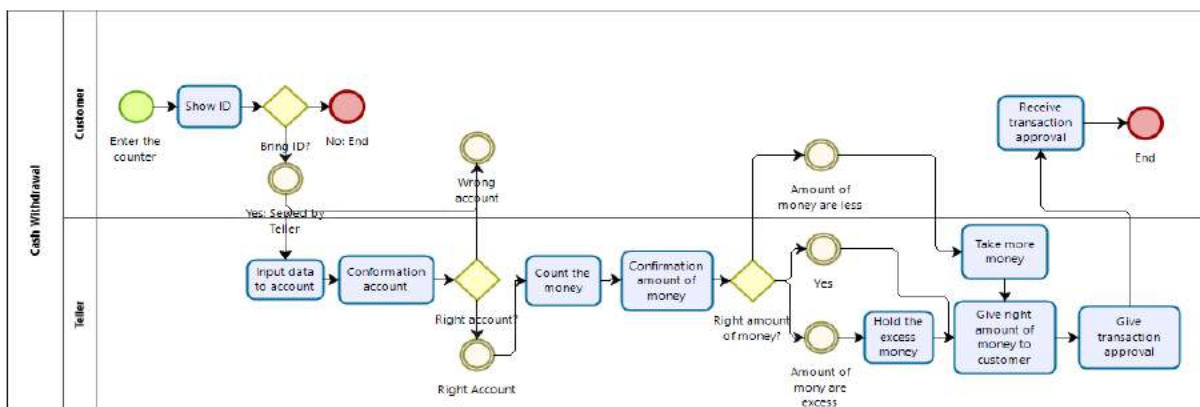 Cash Withdrawal
Customer
Teller
Enter the
counter
Show ID
Bring ID?
No: End
Yes: Served by
Teller
Wrong
account
Amount of
money are less
Receive
transaction
approval
End
Input data
to account
Conformation
account
Right account?
Right Account
Count the
money
Confirmation
amount of
money
Right amount
of money?
Yes
Amount of
mony are
excess
Hold the
excess
money
Take more
money
Give right
amount of
money to
customer
Give
transaction
approval